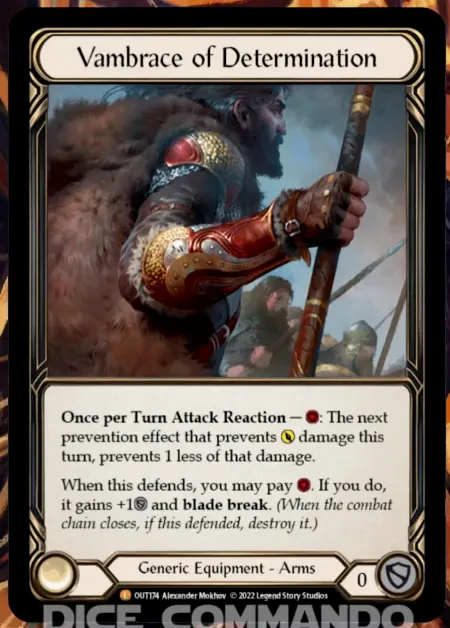 Vambrace of Determination
Once per Turn Attack Reaction — : The next
prevention effect that prevents damage this
turn, prevents 1 less of that damage.
When this defends, you may pay . If you do,
it gains +1 and blade break. (When the combat
chain closes, if this defended, destroy it.)
Generic Equipment - Arms
0
L OUT174 Alexander Mokhov © 2022 Legend Story Studios
DICE COMMANDO